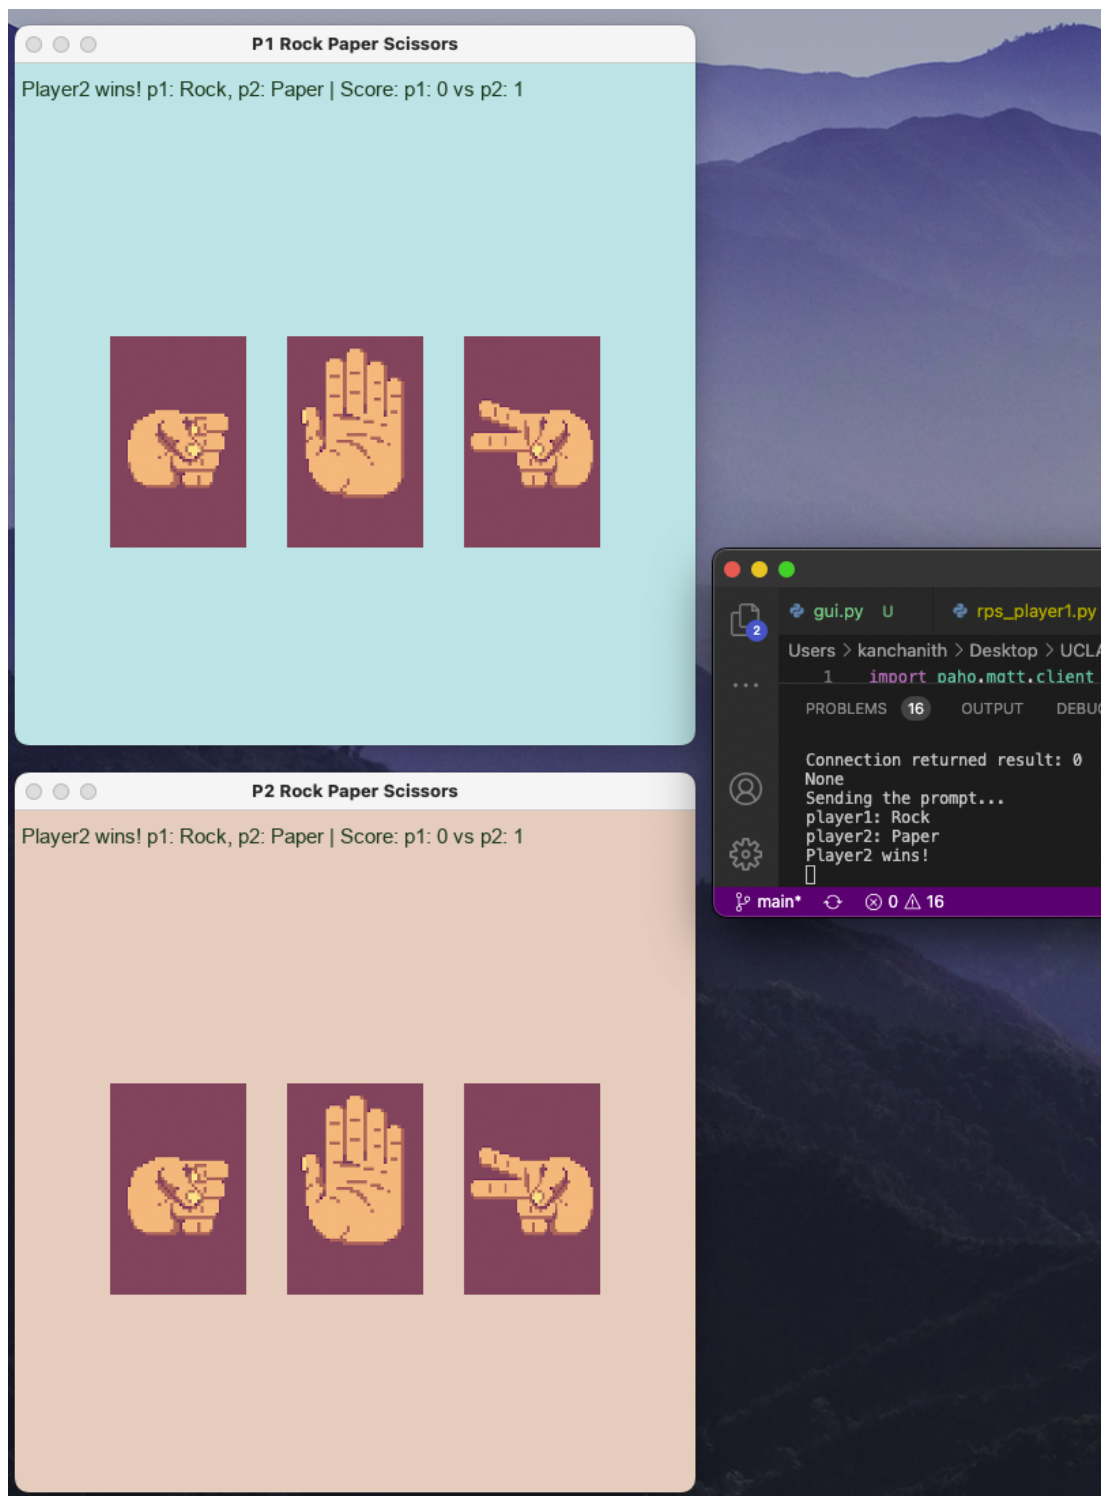 P1 Rock Paper Scissors
Player2 wins! p1: Rock, p2: Paper | Score: p1: 0 vs p2: 1
P2 Rock Paper Scissors
Player2 wins! p1: Rock, p2: Paper | Score: p1: 0 vs p2: 1
gui.py U rps_player1.py
2
Users > kanchanith > Desktop > UCLA
1 import paho.mqtt.client
PROBLEMS 16 OUTPUT DEBUG
Connection returned result: 0
None
Sending the prompt...
player1: Rock
player2: Paper
Player2 wins!
main* 0 16